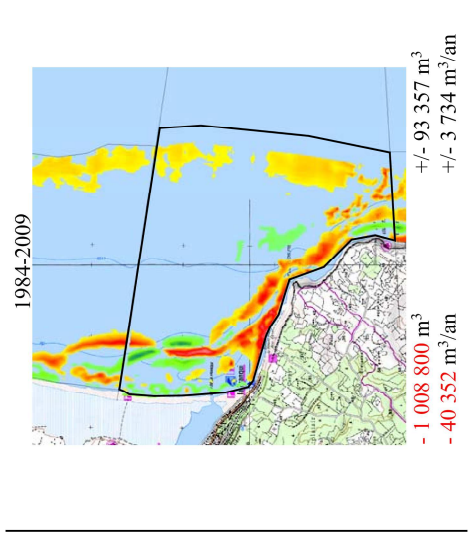 1984-2009
- 1 008 800 m³ +/- 93 357 m³
- 40 352 m³/an +/- 3 734 m³/an